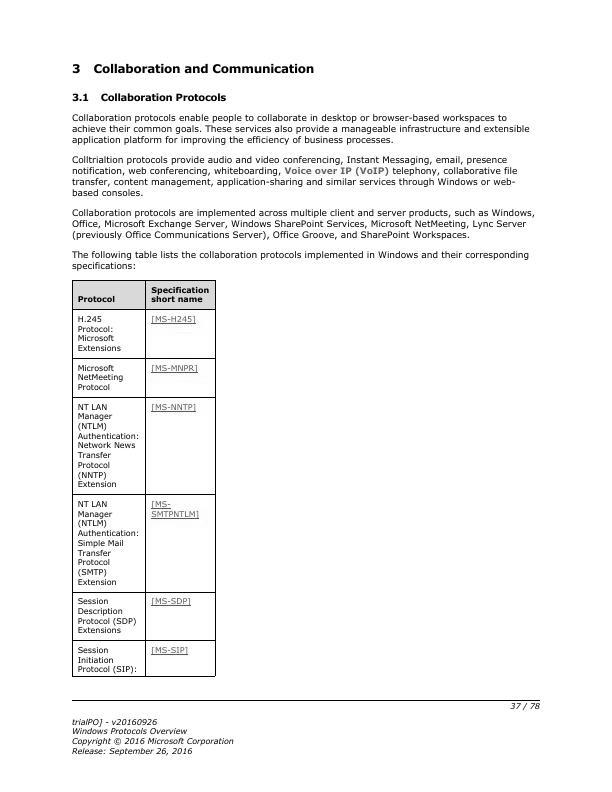 3 Collaboration and Communication
3.1 Collaboration Protocols
Collaboration protocols enable people to collaborate in desktop or browser-based workspaces to
achieve their common goals. These services also provide a manageable infrastructure and extensible
application platform for improving the efficiency of business processes.
Colltrialtion protocols provide audio and video conferencing, Instant Messaging, email, presence
notification, web conferencing, whiteboarding, Voice over IP (VoIP) telephony, collaborative file
transfer, content management, application-sharing and similar services through Windows or web-
based consoles.
Collaboration protocols are implemented across multiple client and server products, such as Windows,
Office, Microsoft Exchange Server, Windows SharePoint Services, Microsoft NetMeeting, Lync Server
(previously Office Communications Server), Office Groove, and SharePoint Workspaces.
The following table lists the collaboration protocols implemented in Windows and their corresponding
specifications:
Protocol
Specification
short name
H.245
Protocol:
Microsoft
Extensions
[MS-H245]
Microsoft
NetMeeting
Protocol
[MS-MNPR]
NT LAN
Manager
(NTLM)
Authentication:
Network News
Transfer
Protocol
(NNTP)
Extension
[MS-NNTP]
NT LAN
Manager
(NTLM)
Authentication:
Simple Mail
Transfer
Protocol
(SMTP)
Extension
[MS-
SMTPNTLM]
Session
Description
Protocol (SDP)
Extensions
[MS-SDP]
Session
Initiation
Protocol (SIP):
[MS-SIP]
37 / 78
trialPO] - v20160926
Windows Protocols Overview
Copyright © 2016 Microsoft Corporation
Release: September 26, 2016